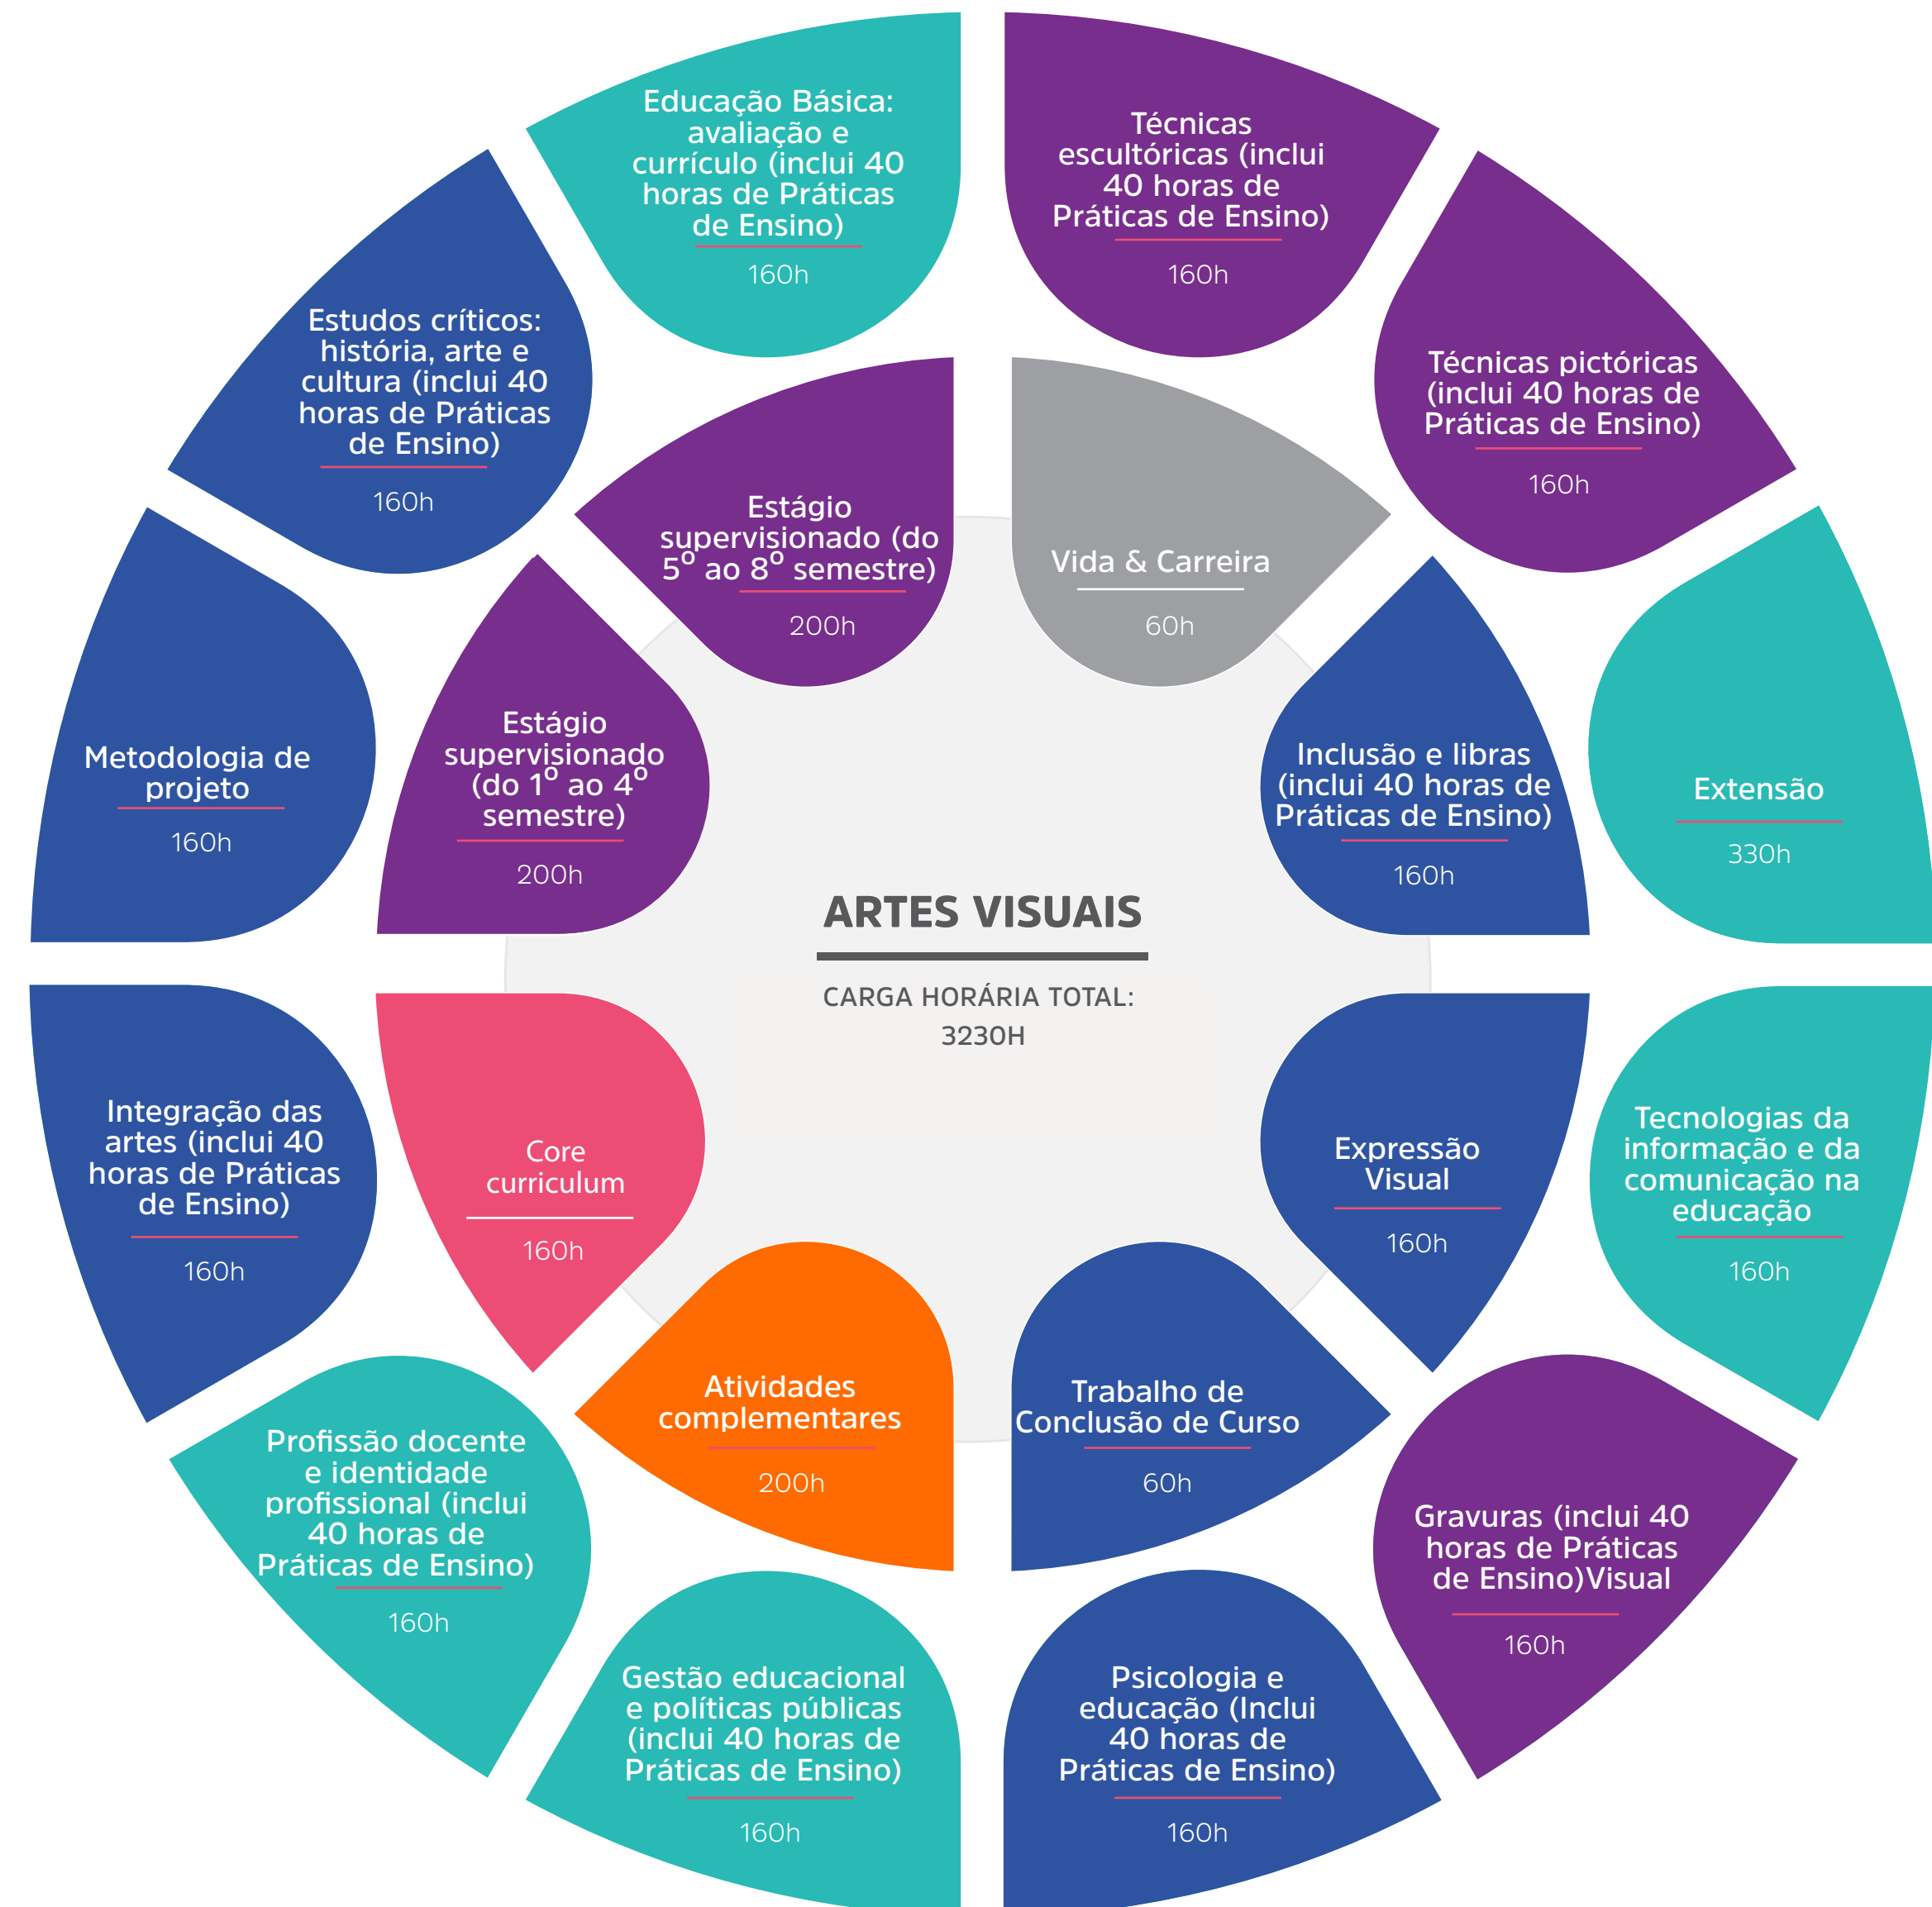 Educação Básica:
avaliação e
currículo (inclui 40
horas de Práticas
de Ensino)
160h
Técnicas
escultóricas (inclui
40 horas de
Práticas de Ensino)
160h
Técnicas pictóricas
(inclui 40 horas de
Práticas de Ensino)
160h
Extensão
330h
Tecnologias da
informação e da
comunicação na
educação
160h
Gravuras (inclui 40
horas de Práticas
de Ensino)Visual
160h
Psicologia e
educação (Inclui
40 horas de
Práticas de Ensino)
160h
Gestão educacional
e políticas públicas
(inclui 40 horas de
Práticas de Ensino)
160h
Profissão docente
e identidade
profissional (inclui
40 horas de
Práticas de Ensino)
160h
Integração das
artes (inclui 40
horas de Práticas
de Ensino)
160h
Metodologia de
projeto
160h
Estudos críticos:
história, arte e
cultura (inclui 40
horas de Práticas
de Ensino)
160h
Estágio
supervisionado (do
5º ao 8º semestre)
200h
Vida & Carreira
60h
Inclusão e libras
(inclui 40 horas de
Práticas de Ensino)
160h
Expressão
Visual
160h
Trabalho de
Conclusão de Curso
60h
Atividades
complementares
200h
Core
curriculum
160h
Estágio
supervisionado
(do 1º ao 4º
semestre)
200h
ARTES VISUAIS
CARGA HORÁRIA TOTAL:
3230H